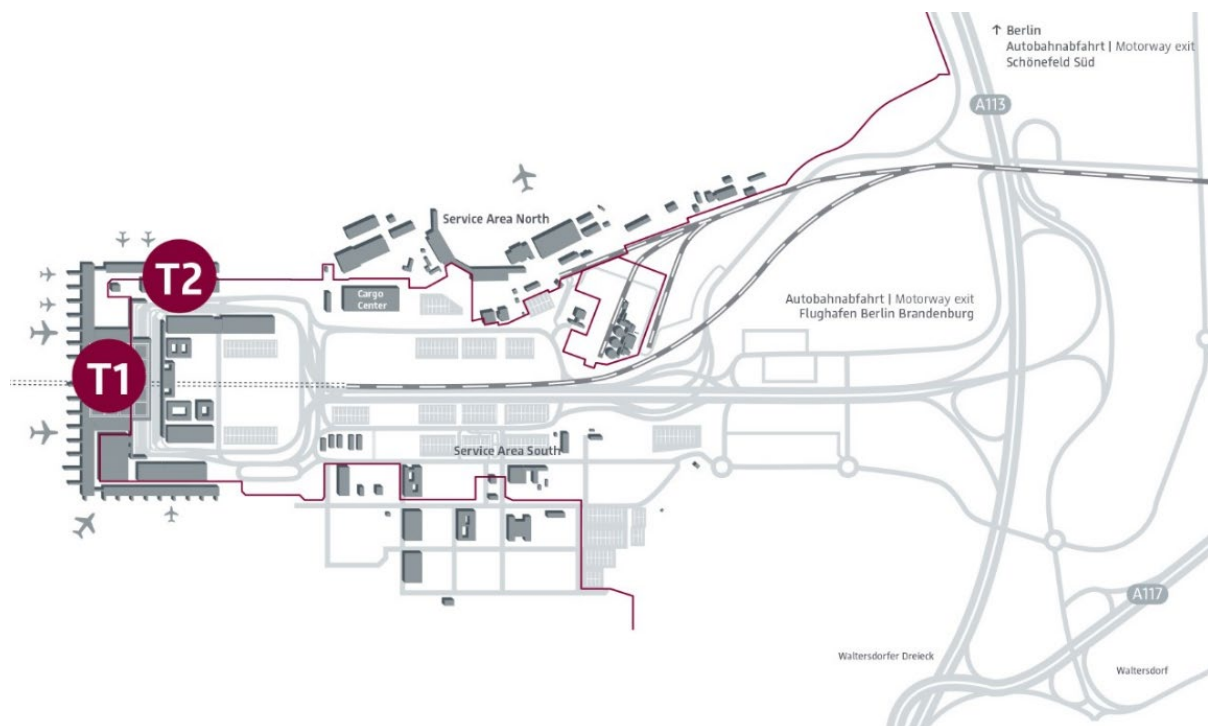 ↑ Berlin
Autobahnabfahrt | Motorway exit
Schönefeld Süd
A113
Service Area North
T2
Cargo
Center
Autobahnabfahrt | Motorway exit
Flughafen Berlin Brandenburg
T1
Service Area South
A117
Waltersdorfer Dreieck
Waltersdorf